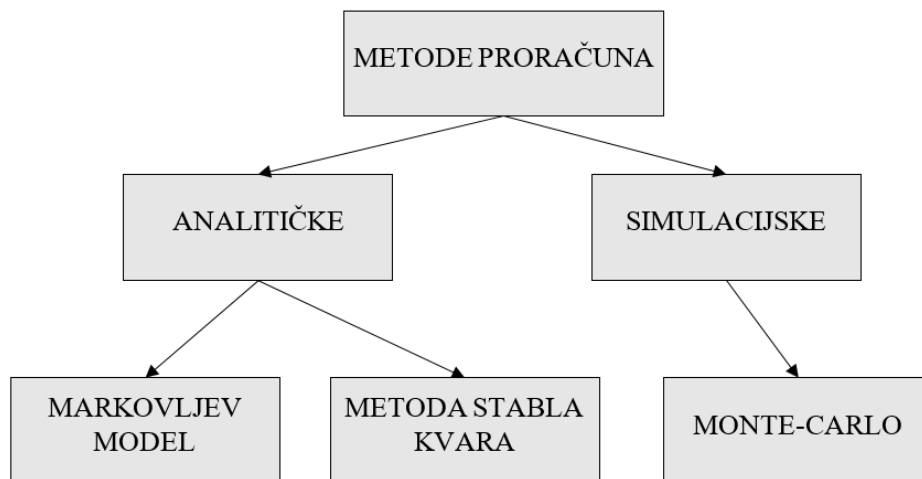 METODE PRORAČUNA
ANALITIČKE
SIMULACIJSKE
MARKOVLJEV
MODEL
METODA STABLA
KVARA
MONTE-CARLO